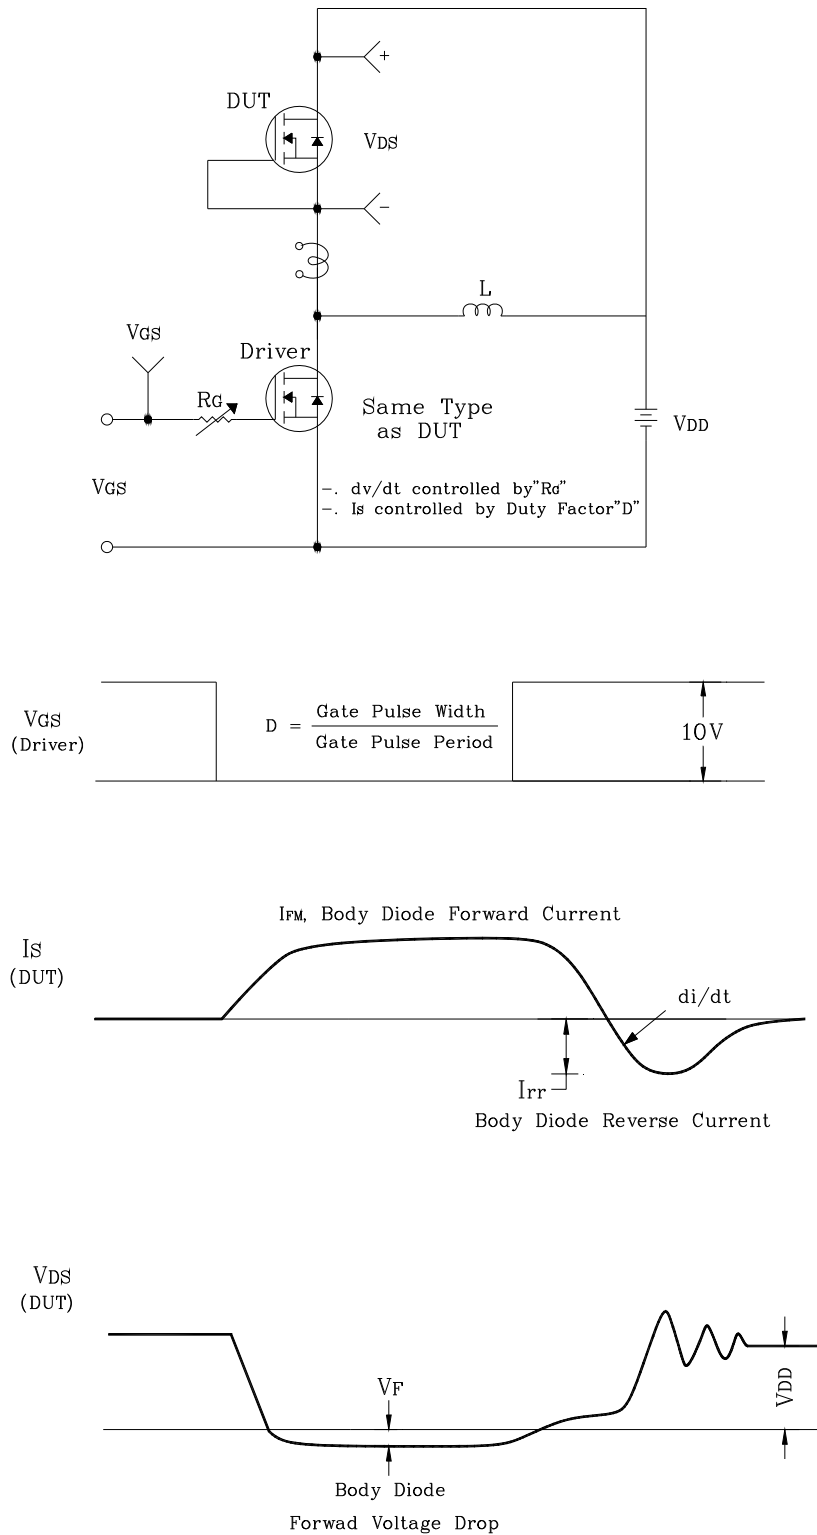 +
DUT
VDS
-
L
VGS
Driver
RG
Same Type
as DUT
VDD
VGS
-. dv/dt controlled by"RG"
-. Is controlled by Duty Factor"D"
VGS
(Driver)
D = Gate Pulse Width
Gate Pulse Period
10V
IFM, Body Diode Forward Current
IS
(DUT)
di/dt
Irr
Body Diode Reverse Current
VDS
(DUT)
VF
VDD
Body Diode
Forwad Voltage Drop